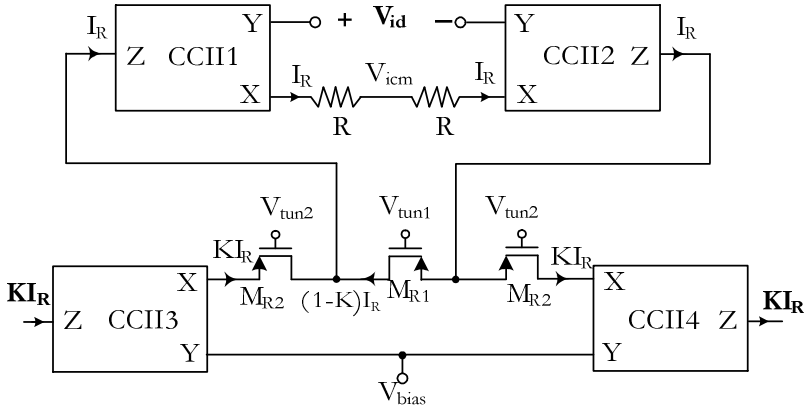 Y + V_id − Y
I_R Z CCII1 CCII2 Z I_R
X I_R V_icm I_R X
R R
V_tun2 V_tun1 V_tun2
KI_R KI_R
X M_R2 (1-K)I_R M_R1 M_R2 X
KI_R Z CCII3 CCII4 Z KI_R
Y Y
V_bias